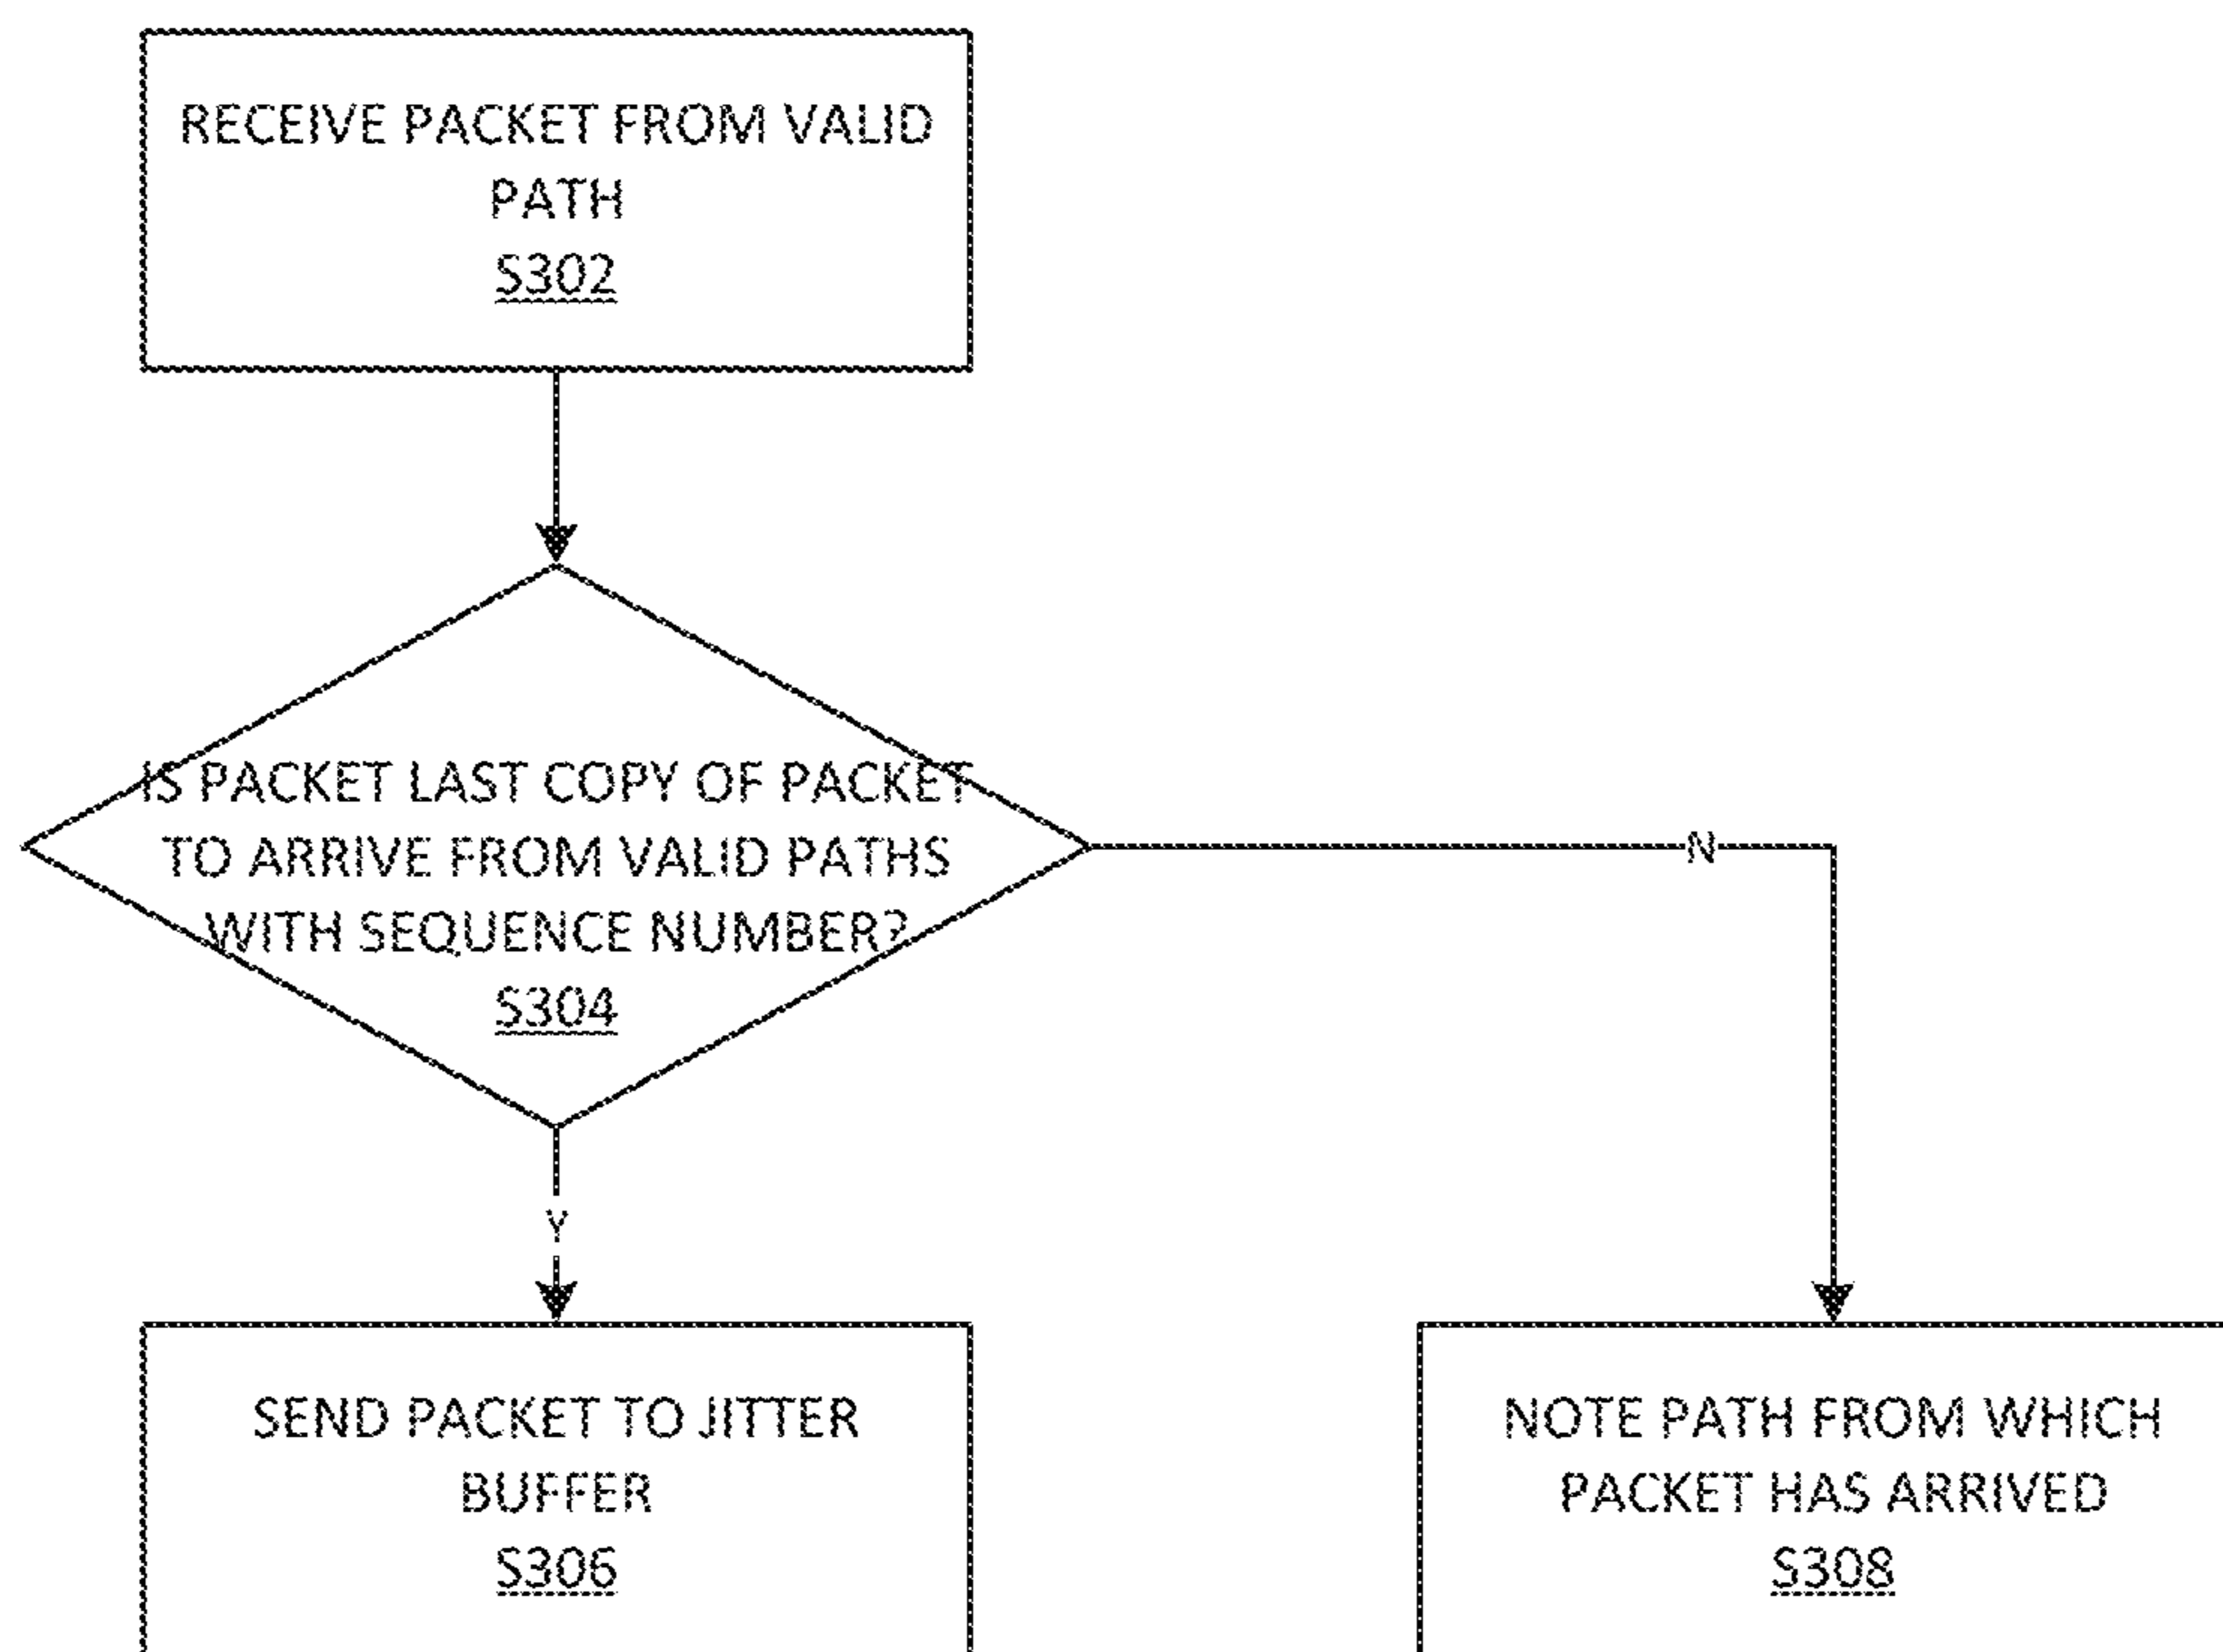 RECEIVE PACKET FROM VALID
PATH
S302
IS PACKET LAST COPY OF PACKET
TO ARRIVE FROM VALID PATHS
WITH SEQUENCE NUMBER?
S304
N
Y
SEND PACKET TO JITTER
BUFFER
S306
NOTE PATH FROM WHICH
PACKET HAS ARRIVED
S308